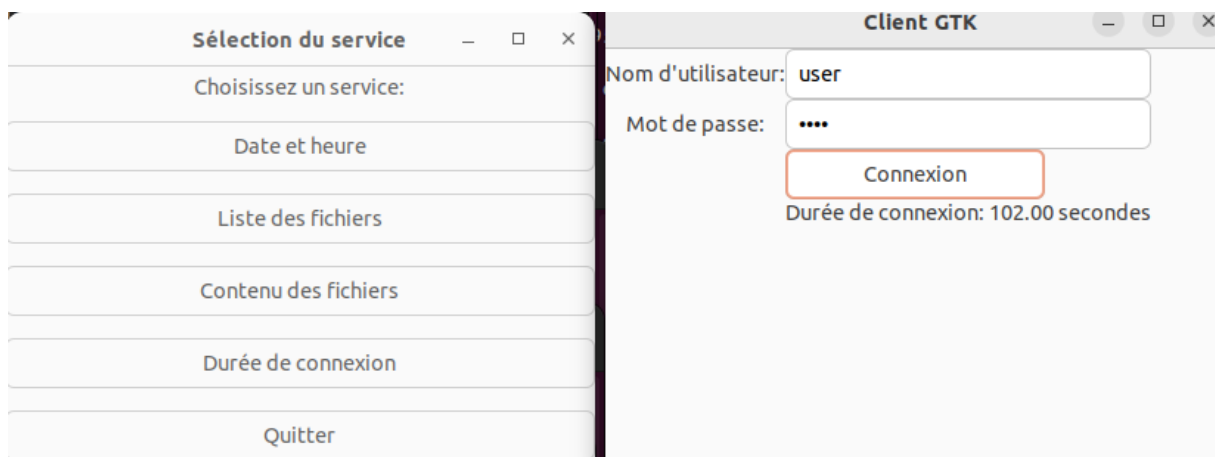 Sélection du service
Choisissez un service:
Date et heure
Liste des fichiers
Contenu des fichiers
Durée de connexion
Quitter
Client GTK
Nom d'utilisateur: user
Mot de passe: ••••
Connexion
Durée de connexion: 102.00 secondes